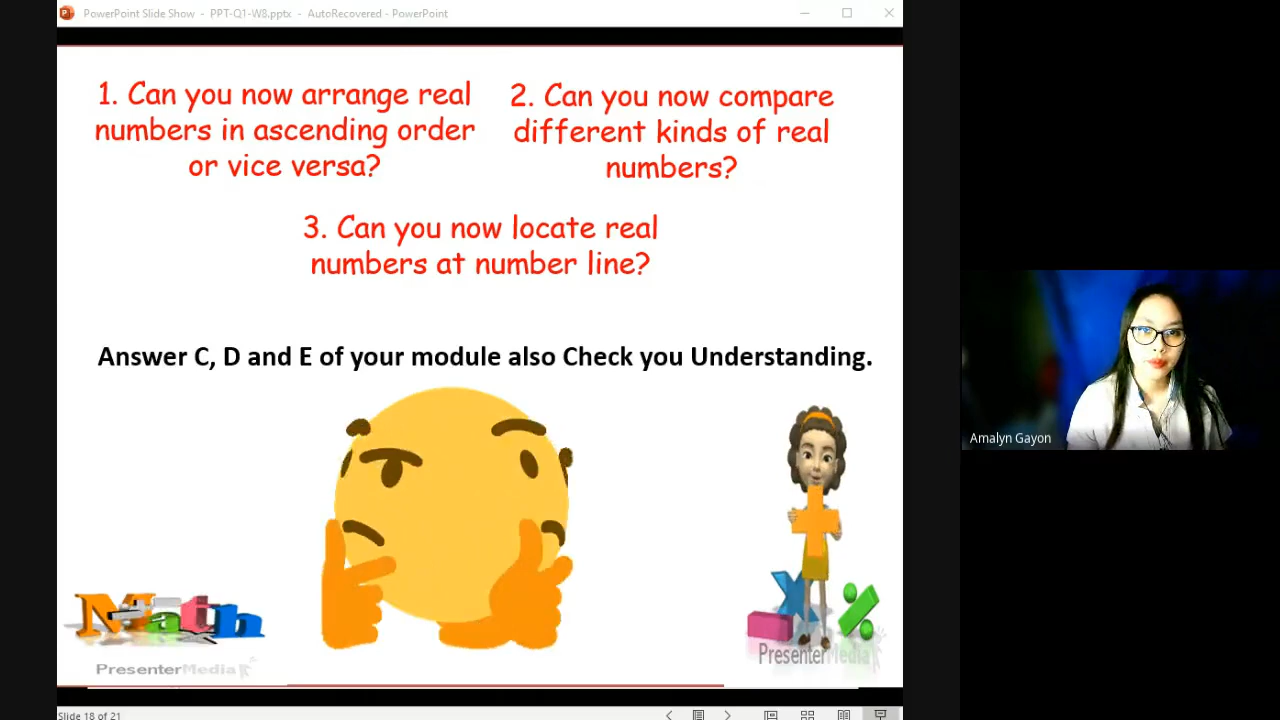 PowerPoint Slide Show - PPT-Q1-W8.pptx - AutoRecovered - PowerPoint
1. Can you now arrange real
numbers in ascending order
or vice versa?
2. Can you now compare
different kinds of real
numbers?
3. Can you now locate real
numbers at number line?
Answer C, D and E of your module also Check you Understanding.
Amalyn Gayon
Math
PresenterMedia
PresenterMedia
Slide 18 of 21